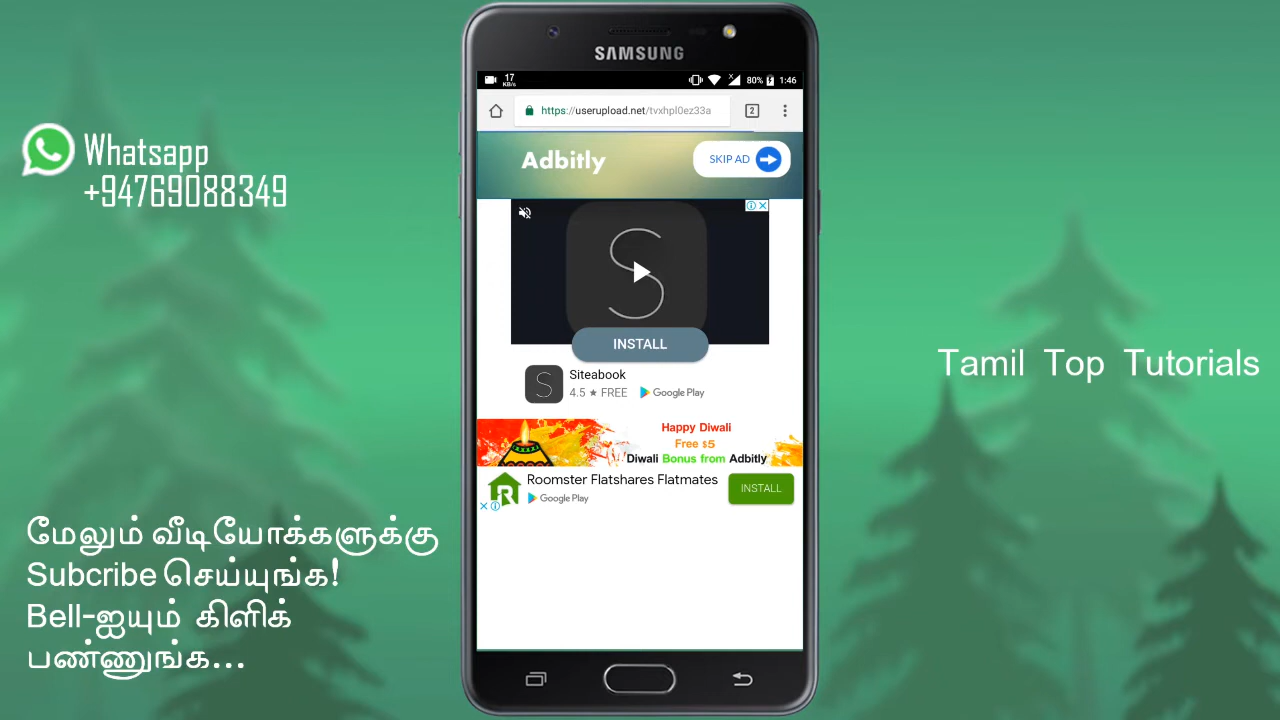 Whatsapp
+94769088349
மேலும் வீடியோக்களுக்கு
Subcribe செய்யுங்க!
Bell-ஐயும் கிளிக்
பண்ணுங்க...
SAMSUNG
17
KB/s
80% 1:46
https://userupload.net/tvxhpl0ez33a
2
Adbitly
SKIP AD
S
INSTALL
Siteabook
4.5 ★ FREE Google Play
Happy Diwali
Free $5
Diwali Bonus from Adbitly
Roomster Flatshares Flatmates
Google Play
INSTALL
Tamil Top Tutorials